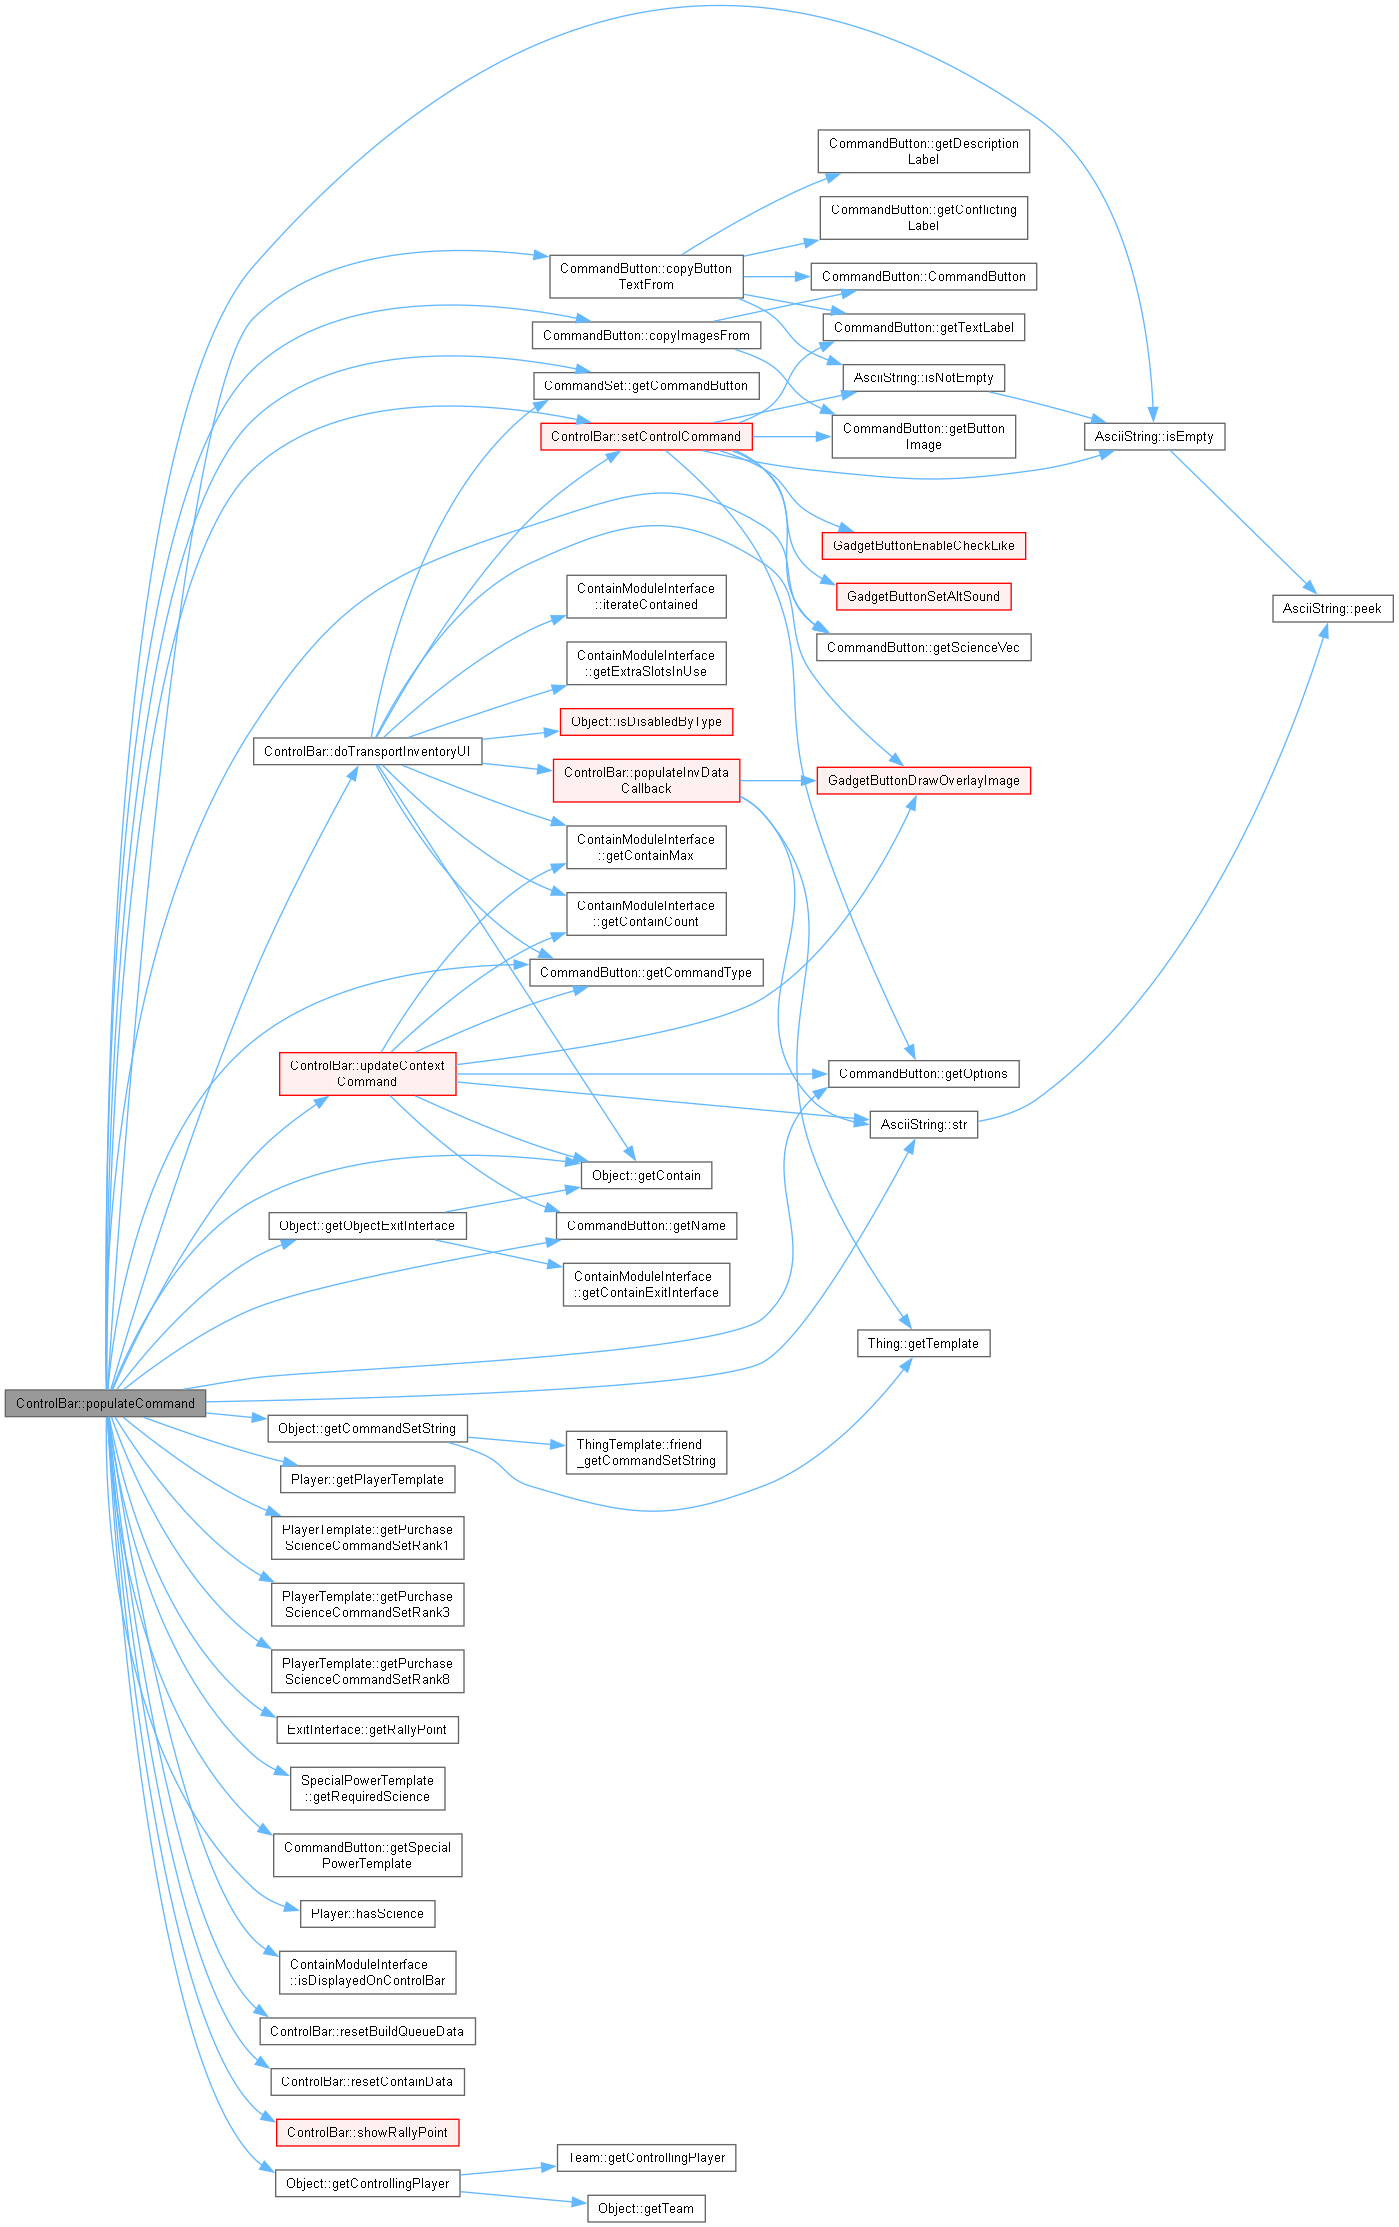 CommandButton::getDescription
Label
CommandButton::getConflicting
Label
CommandButton::copyButton
TextFrom
CommandButton::CommandButton
CommandButton::getTextLabel
CommandButton::copyImagesFrom
AsciiString::isNotEmpty
CommandSet::getCommandButton
CommandButton::getButton
Image
ControlBar::setControlCommand
AsciiString::isEmpty
GadgetButtonEnableCheckLike
ContainModuleInterface
::iterateContained
GadgetButtonSetAltSound
AsciiString::peek
CommandButton::getScienceVec
ContainModuleInterface
::getExtraSlotsInUse
Object::isDisabledByType
ControlBar::doTransportInventoryUI
ControlBar::populateInvData
Callback
GadgetButtonDrawOverlayImage
ContainModuleInterface
::getContainMax
ContainModuleInterface
::getContainCount
CommandButton::getCommandType
ControlBar::updateContext
Command
CommandButton::getOptions
AsciiString::str
Object::getContain
Object::getObjectExitInterface
CommandButton::getName
ContainModuleInterface
::getContainExitInterface
Thing::getTemplate
ControlBar::populateCommand
Object::getCommandSetString
ThingTemplate::friend
_getCommandSetString
Player::getPlayerTemplate
PlayerTemplate::getPurchase
ScienceCommandSetRank1
PlayerTemplate::getPurchase
ScienceCommandSetRank3
PlayerTemplate::getPurchase
ScienceCommandSetRank8
ExitInterface::getRallyPoint
SpecialPowerTemplate
::getRequiredScience
CommandButton::getSpecial
PowerTemplate
Player::hasScience
ContainModuleInterface
::isDisplayedOnControlBar
ControlBar::resetBuildQueueData
ControlBar::resetContainData
ControlBar::showRallyPoint
Team::getControllingPlayer
Object::getControllingPlayer
Object::getTeam